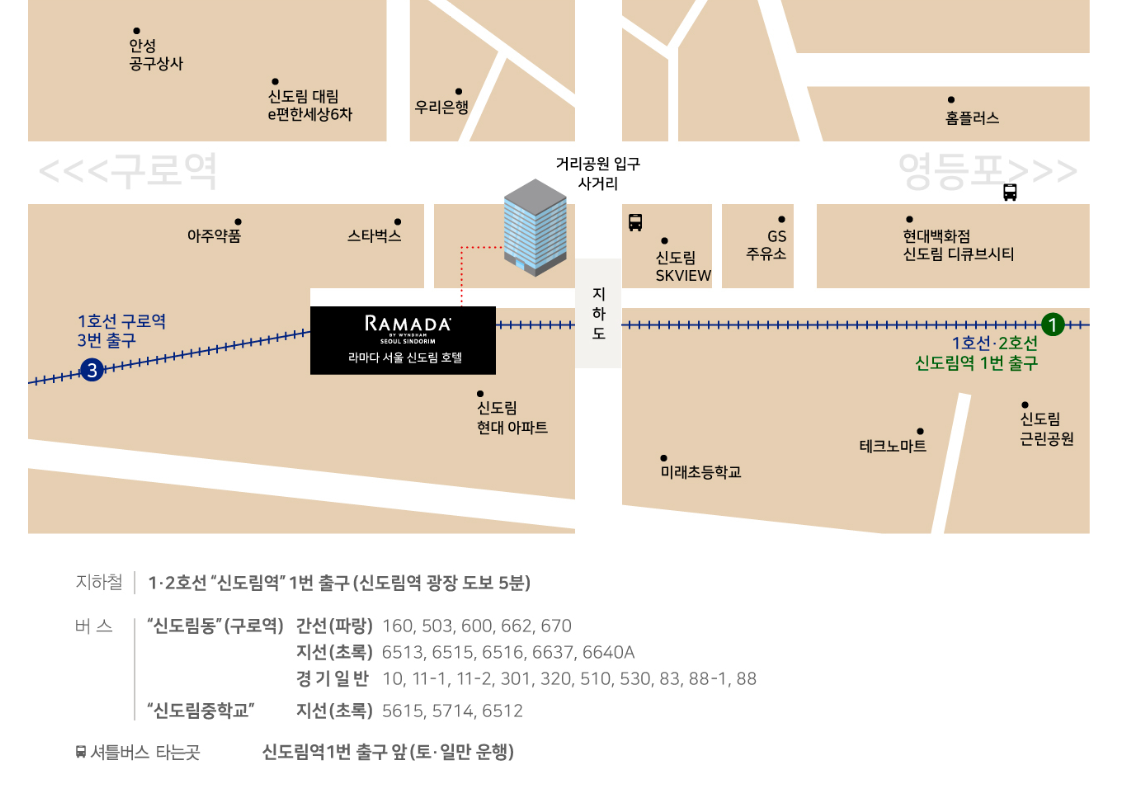 안성
공구상사
신도림 대림
e편한세상6차
우리은행
홈플러스
<<<구로역
거리공원 입구
사거리
영등포>>>
아주약품
스타벅스
신도림
SKVIEW
GS
주유소
현대백화점
신도림 디큐브시티
지
하
도
1호선 구로역
3번 출구
3
RAMADA
BY WYNDHAM
SEOUL SINDORIM
라마다 서울 신도림 호텔
1
1호선·2호선
신도림역 1번 출구
신도림
현대 아파트
미래초등학교
테크노마트
신도림
근린공원
지하철 1·2호선 “신도림역” 1번 출구 (신도림역 광장 도보 5분)
버 스 “신도림동” (구로역) 간선(파랑) 160, 503, 600, 662, 670
지선(초록) 6513, 6515, 6516, 6637, 6640A
경기일반 10, 11-1, 11-2, 301, 320, 510, 530, 83, 88-1, 88
“신도림중학교” 지선(초록) 5615, 5714, 6512
셔틀버스 타는곳 신도림역1번 출구 앞 (토·일만 운행)